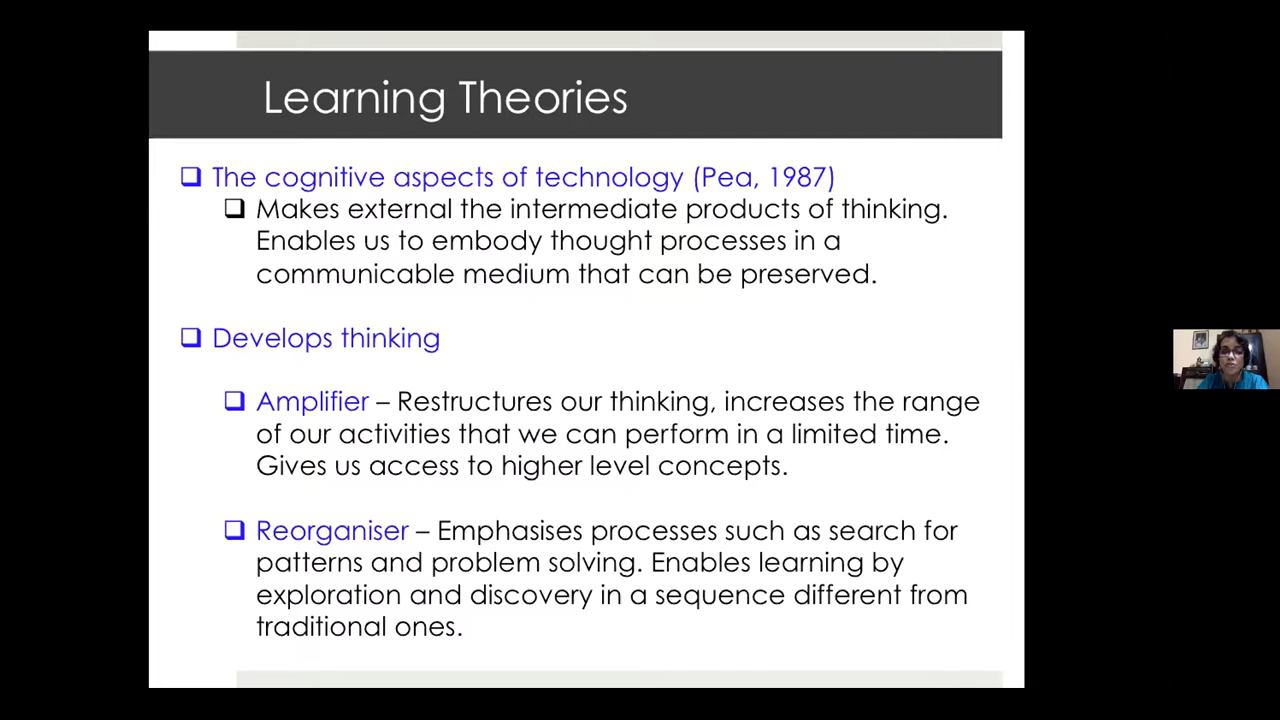 Learning Theories
The cognitive aspects of technology (Pea, 1987)
Makes external the intermediate products of thinking.
Enables us to embody thought processes in a
communicable medium that can be preserved.
Develops thinking
Amplifier – Restructures our thinking, increases the range
of our activities that we can perform in a limited time.
Gives us access to higher level concepts.
Reorganiser – Emphasises processes such as search for
patterns and problem solving. Enables learning by
exploration and discovery in a sequence different from
traditional ones.